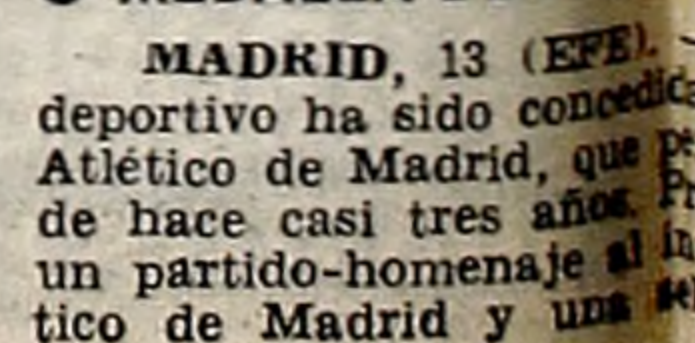 MADRID, 13 (EFE).
deportivo ha sido
Atlético de Madrid, que
de hace casi tres años.
un partido-homenaje al
tico de Madrid y una